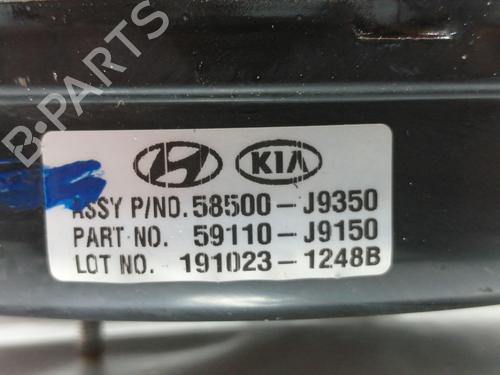 B-PARTS
KIA
ASSY P/NO. 58500-J9350
PART NO. 59110-J9150
LOT NO. 191023-1248B